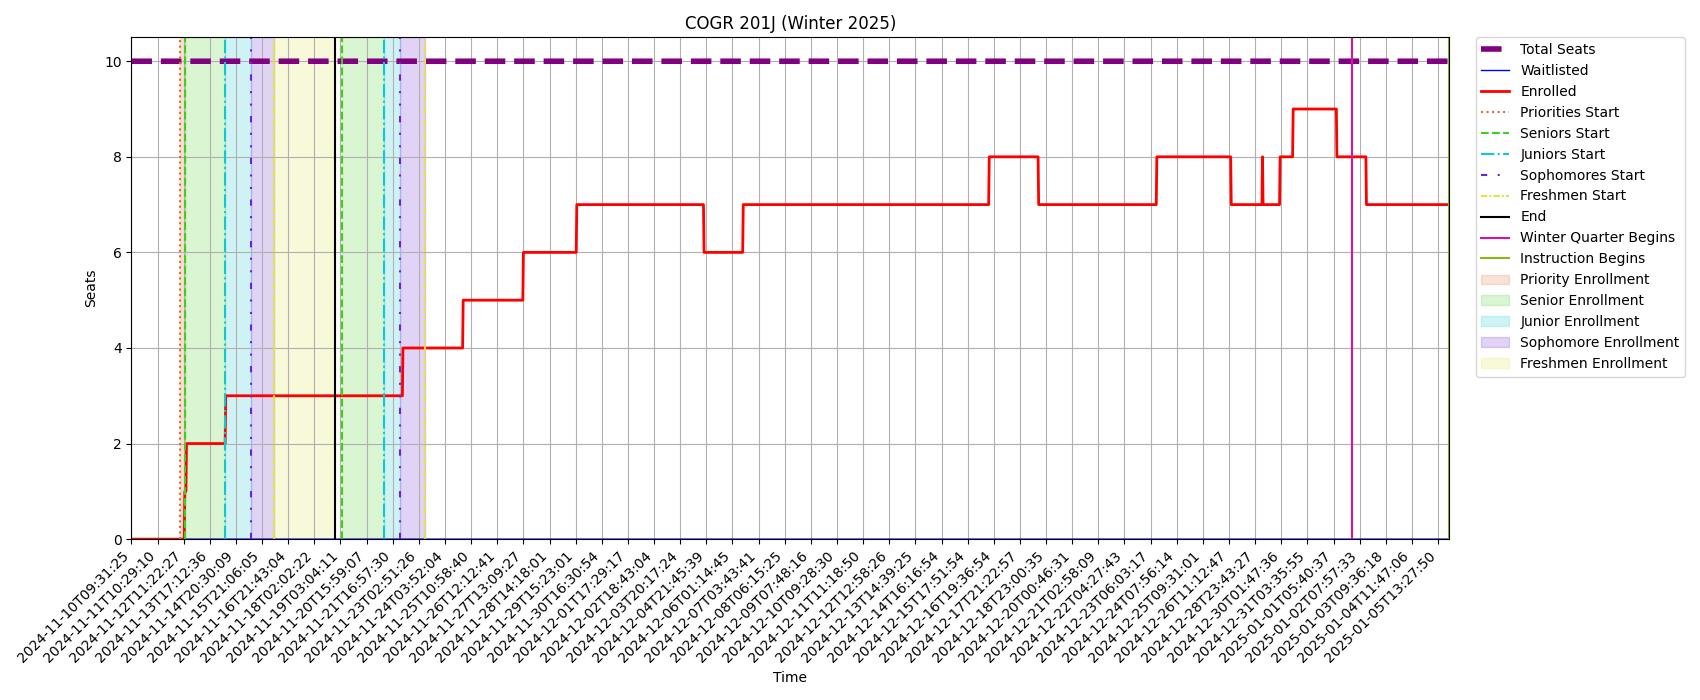 COGR 201J (Winter 2025)
Seats
10
8
6
4
2
0
2024-11-10T09:31:25
2024-11-11T10:29:10
2024-11-12T11:22:27
2024-11-13T17:12:36
2024-11-14T20:30:09
2024-11-15T21:06:05
2024-11-16T21:43:04
2024-11-18T02:02:22
2024-11-19T03:04:11
2024-11-20T15:59:07
2024-11-21T16:57:30
2024-11-23T02:51:26
2024-11-24T03:52:04
2024-11-25T10:58:40
2024-11-26T12:12:41
2024-11-27T13:09:27
2024-11-28T14:18:01
2024-11-29T15:23:01
2024-11-30T16:30:54
2024-12-01T17:29:17
2024-12-02T18:43:04
2024-12-03T20:17:24
2024-12-04T21:45:39
2024-12-06T01:14:45
2024-12-07T03:43:41
2024-12-08T06:15:25
2024-12-09T07:48:16
2024-12-10T09:28:30
2024-12-11T11:18:50
2024-12-12T12:58:26
2024-12-13T14:39:25
2024-12-14T16:16:54
2024-12-15T17:51:54
2024-12-16T19:36:54
2024-12-17T21:22:57
2024-12-18T23:00:35
2024-12-20T00:46:31
2024-12-21T02:58:09
2024-12-22T04:27:43
2024-12-23T06:03:17
2024-12-24T07:56:14
2024-12-25T09:31:01
2024-12-26T11:12:47
2024-12-28T23:43:27
2024-12-30T01:47:36
2024-12-31T03:35:55
2025-01-01T05:40:37
2025-01-02T07:57:33
2025-01-03T09:36:18
2025-01-04T11:47:06
2025-01-05T13:27:50
Time
Total Seats
Waitlisted
Enrolled
Priorities Start
Seniors Start
Juniors Start
Sophomores Start
Freshmen Start
End
Winter Quarter Begins
Instruction Begins
Priority Enrollment
Senior Enrollment
Junior Enrollment
Sophomore Enrollment
Freshmen Enrollment